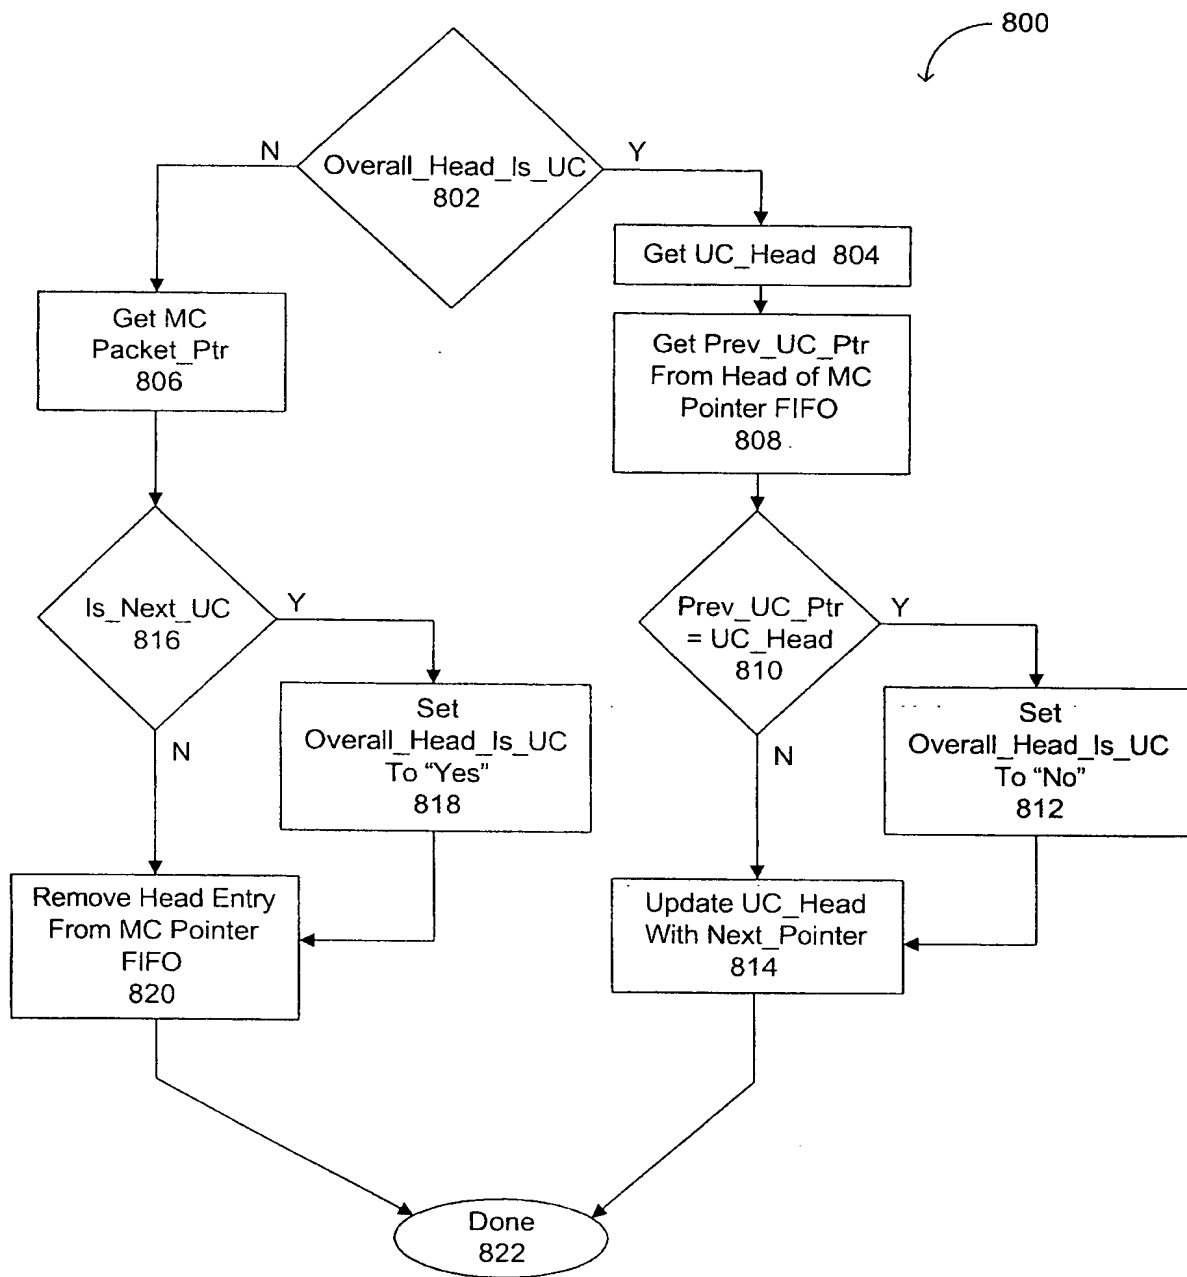 800
N
Overall_Head_Is_UC
802
Y
Get UC_Head 804
Get MC
Packet_Ptr
806
Get Prev_UC_Ptr
From Head of MC
Pointer FIFO
808
Is_Next_UC
816
Y
N
Prev_UC_Ptr
= UC_Head
810
Y
N
Set
Overall_Head_Is_UC
To “Yes”
818
Set
Overall_Head_Is_UC
To “No”
812
Remove Head Entry
From MC Pointer
FIFO
820
Update UC_Head
With Next_Pointer
814
Done
822